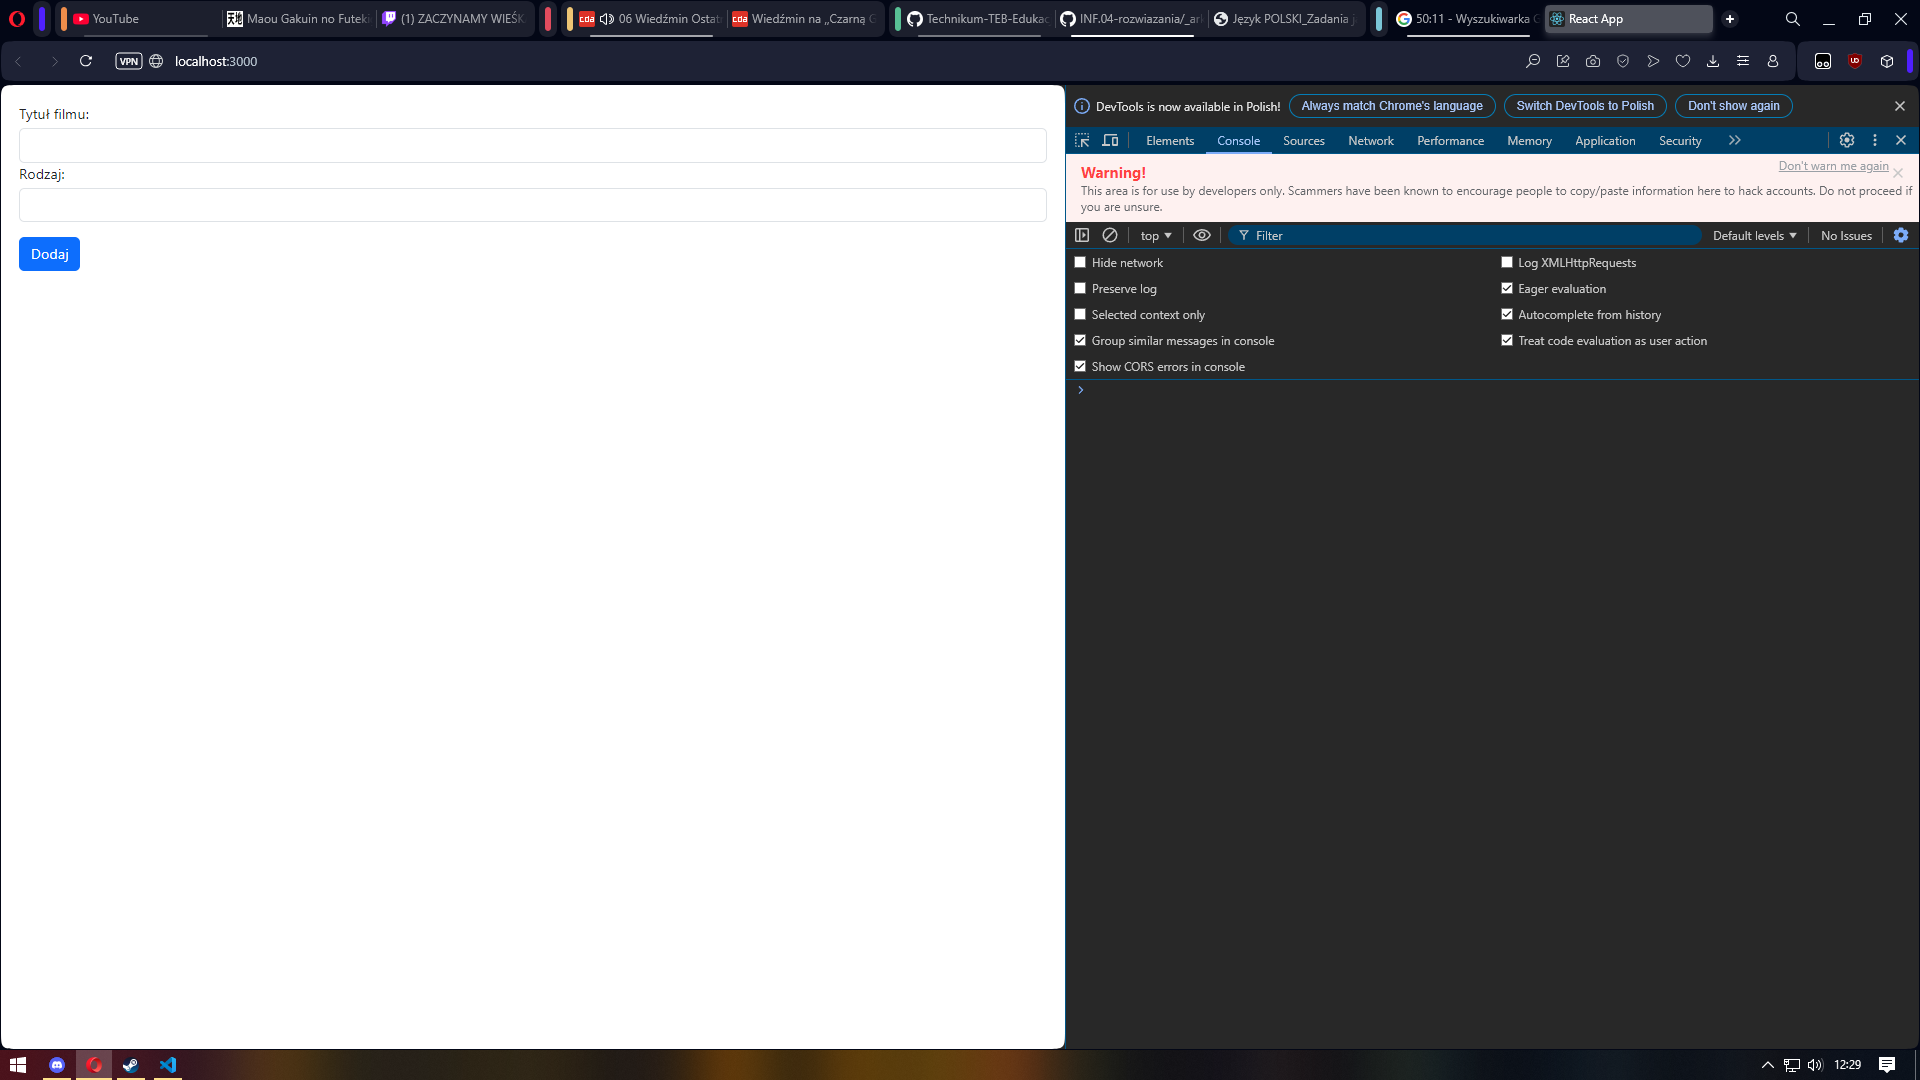 YouTube
Maou Gakuin no Futeki
(1) ZACZYNAMY WIEŚK
06 Wiedźmin Ostat
Wiedźmin na „Czarną G
Technikum-TEB-Edukac
INF.04-rozwiazania/_ark
Język POLSKI_Zadania ja
50:11 - Wyszukiwarka G
React App
VPN
localhost:3000
Tytuł filmu:
Rodzaj:
Dodaj
DevTools is now available in Polish!
Always match Chrome's language
Switch DevTools to Polish
Don't show again
Elements
Console
Sources
Network
Performance
Memory
Application
Security
Warning!
Don't warn me again
This area is for use by developers only. Scammers have been known to encourage people to copy/paste information here to hack accounts. Do not proceed if
you are unsure.
top
Filter
Default levels
No Issues
Hide network
Log XMLHttpRequests
Preserve log
Eager evaluation
Selected context only
Autocomplete from history
Group similar messages in console
Treat code evaluation as user action
Show CORS errors in console
12:29